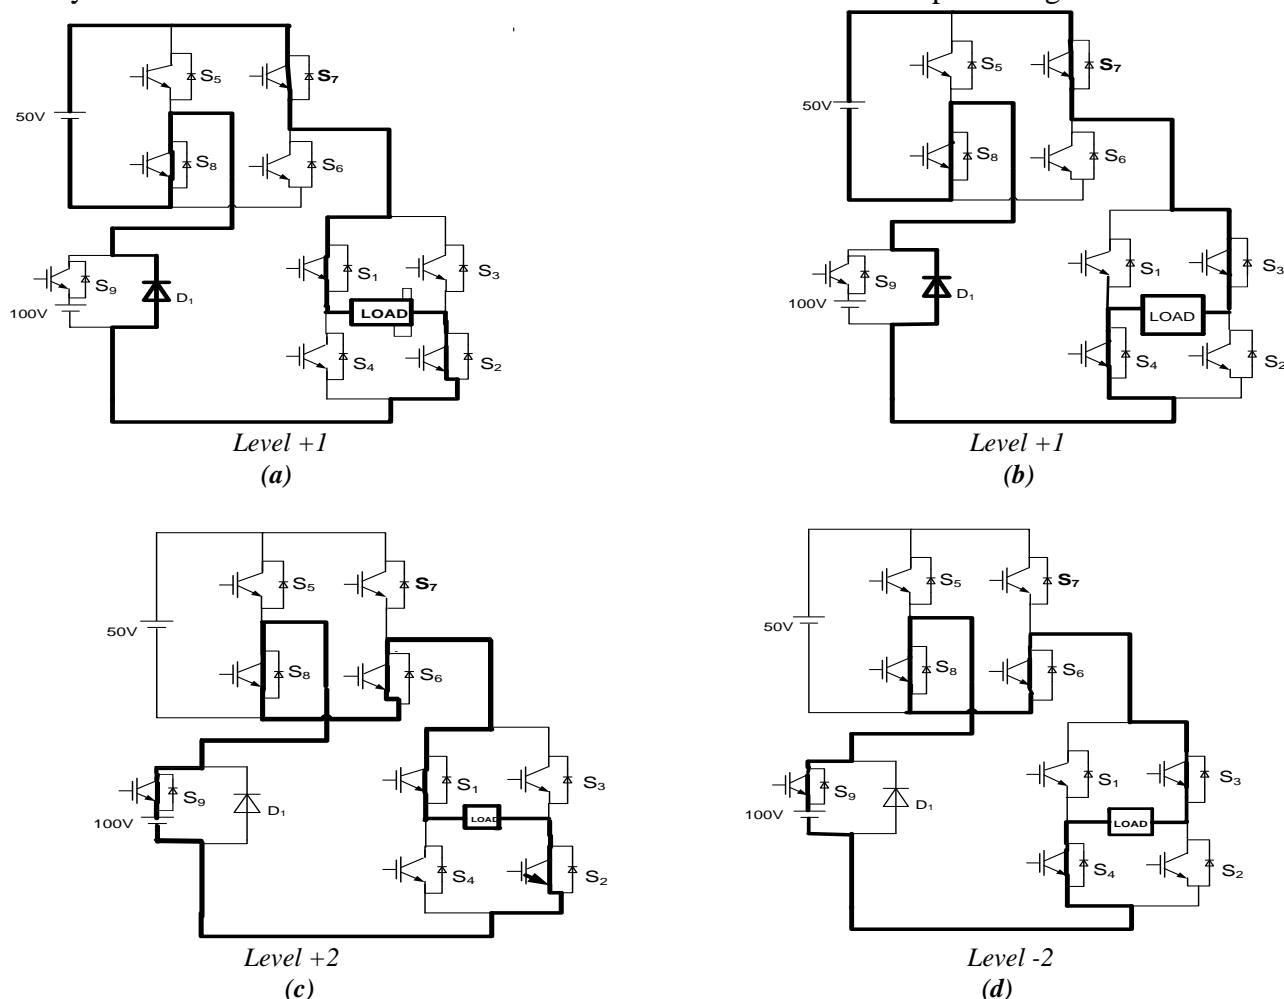 S5
S7
50V
S8
S6
S1
S3
S9
100V
D1
LOAD
S4
S2
Level +1
(a)
S5
S7
50V
S8
S6
S1
S3
S9
100V
D1
LOAD
S4
S2
Level +1
(b)
S5
S7
50V
S8
S6
S1
S3
S9
100V
D1
LOAD
S4
S2
Level +2
(c)
S5
S7
50V
S8
S6
S9
100V
D1
S1
S3
LOAD
S4
S2
Level -2
(d)